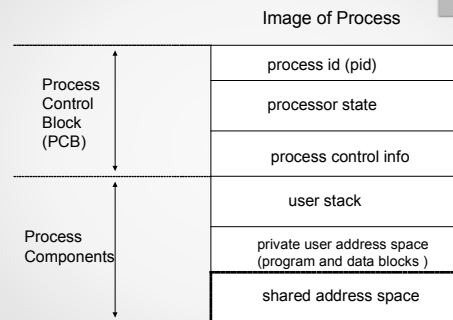 Image of Process
Process
Control
Block
(PCB)
process id (pid)
processor state
process control info
Process
Components
user stack
private user address space
(program and data blocks )
shared address space